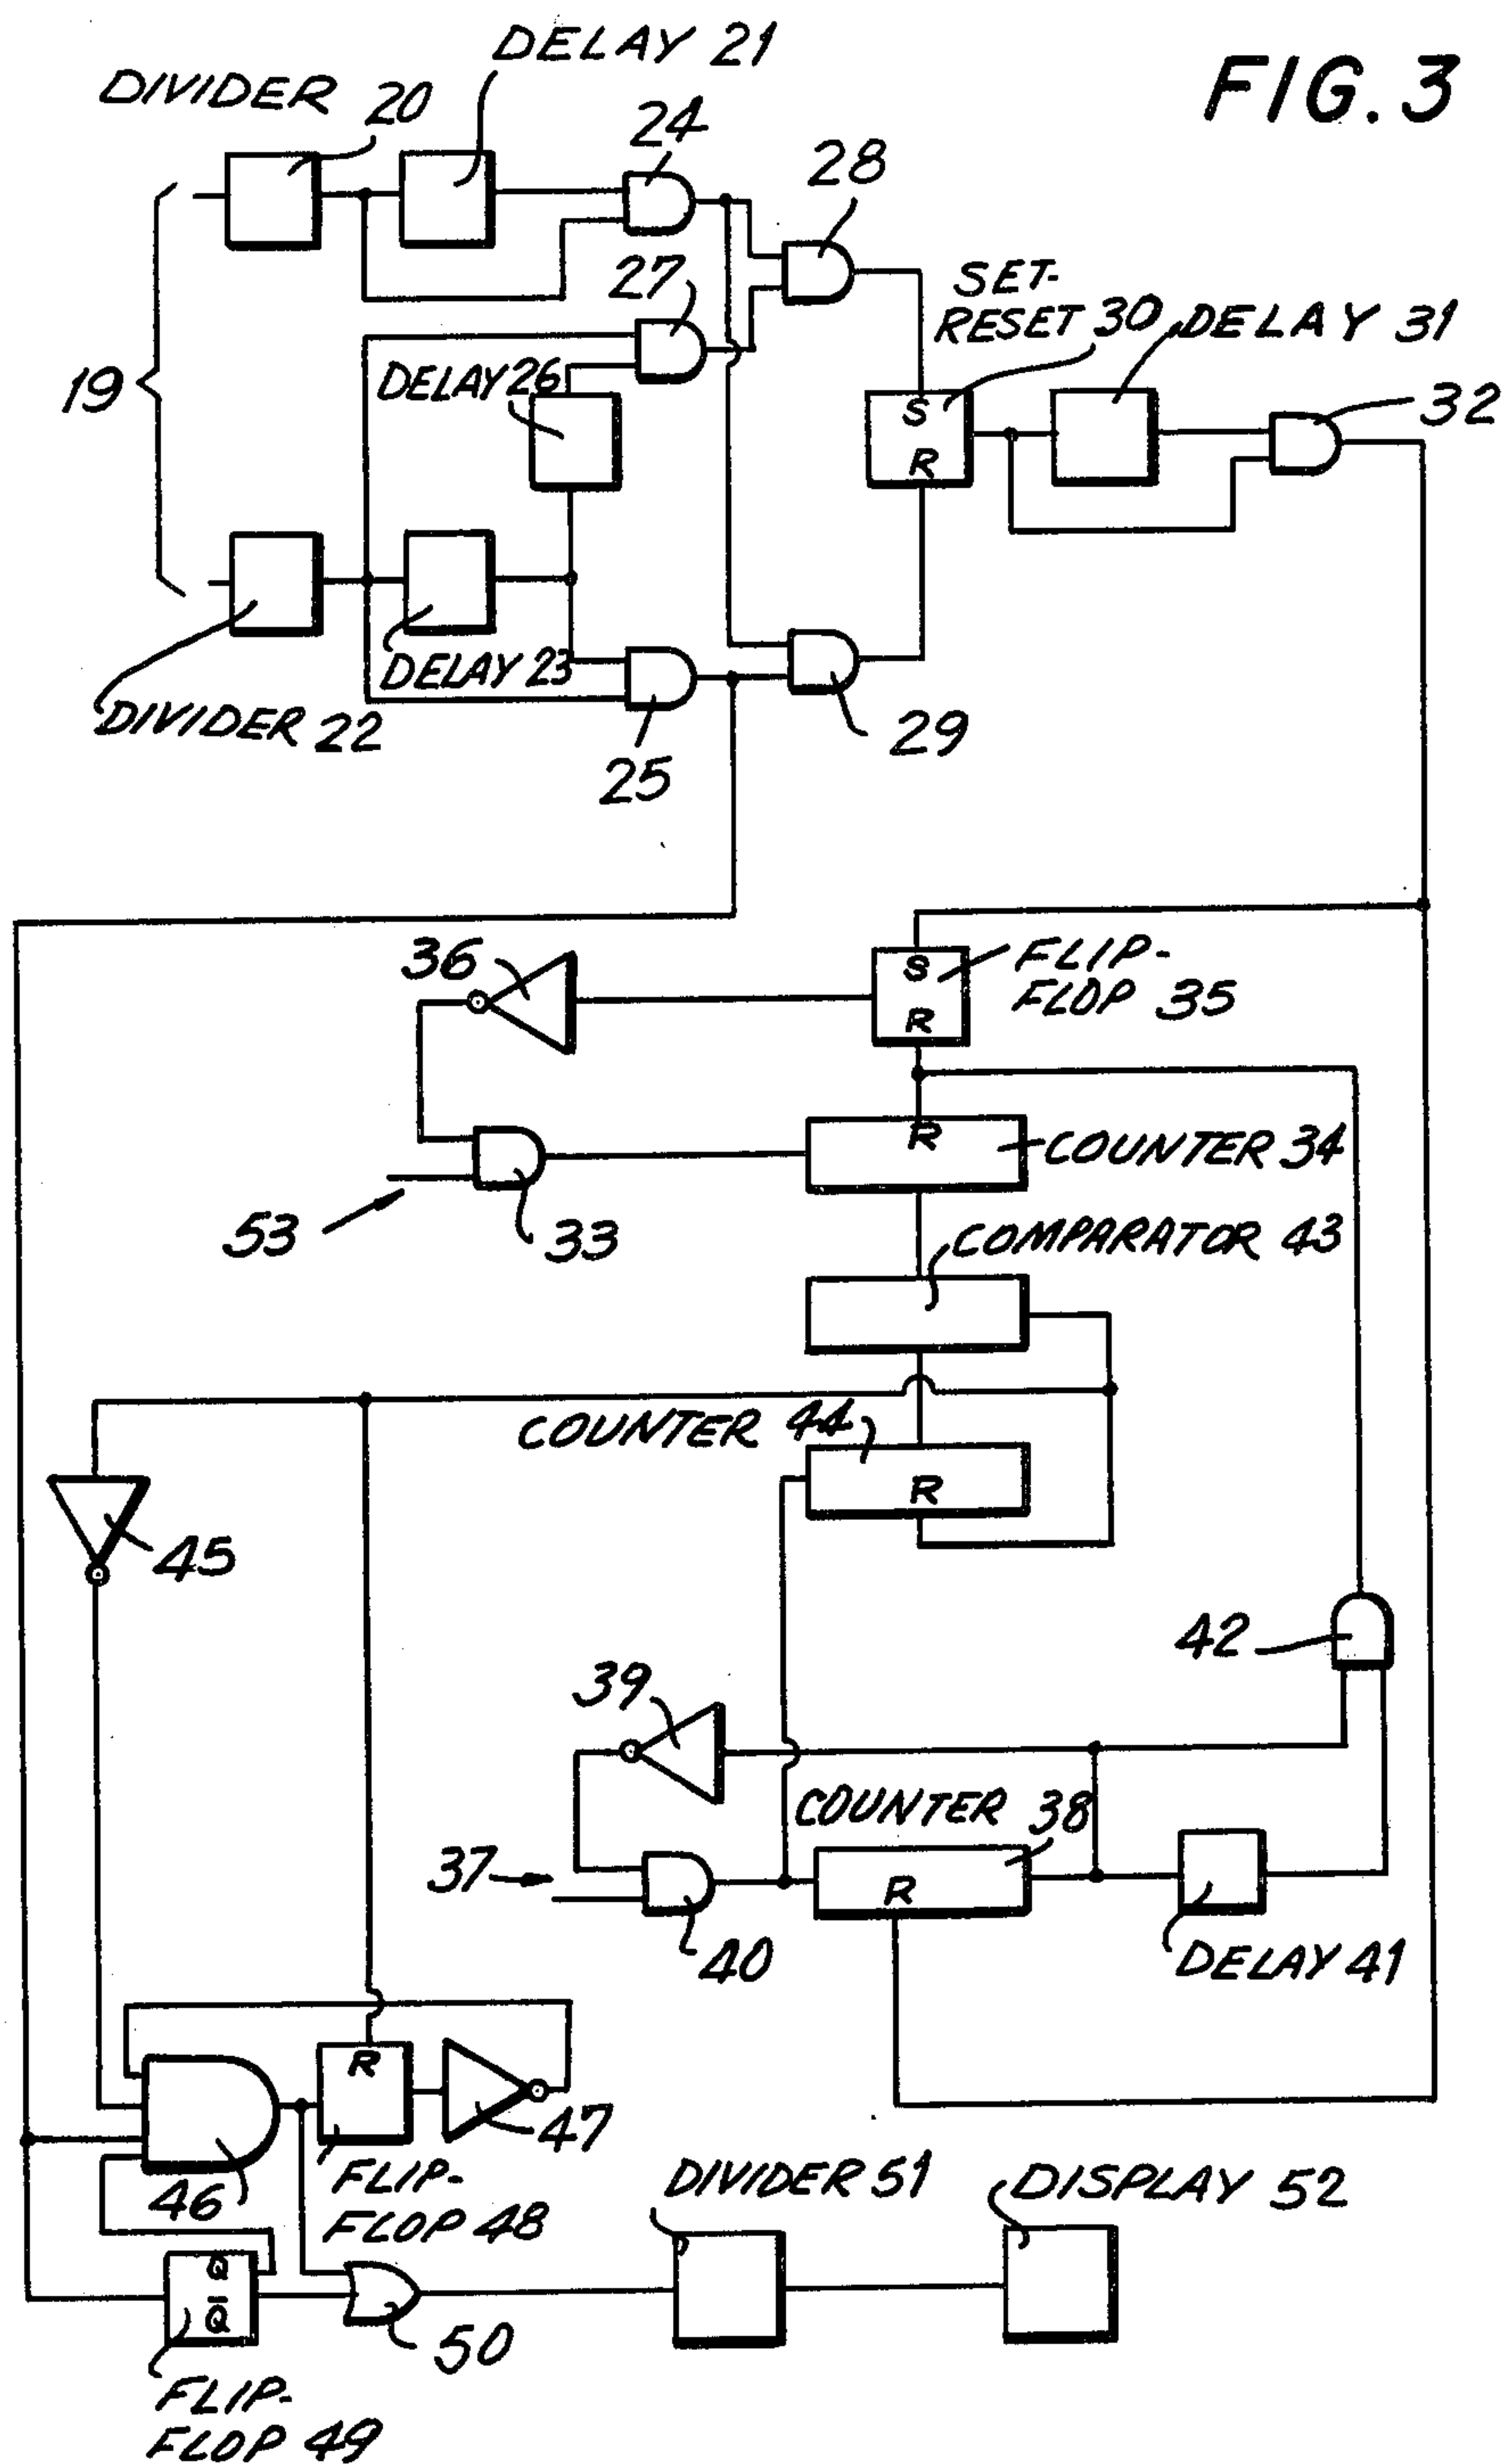 FIG. 3
DELAY 21
DIVIDER 20
24
28
27
SET-
RESET 30
DELAY 31
19
DELAY 26
32
S
R
DELAY 23
DIVIDER 22
29
25
36
S
R
FLIP-
FLOP 35
R
COUNTER 34
53
33
COMPARATOR 43
COUNTER 44
R
45
42
39
COUNTER 38
37
R
40
DELAY 41
R
47
46
FLIP-
FLOP 48
DIVIDER 51
DISPLAY 52
Q
Q̅
50
FLIP-
FLOP 49